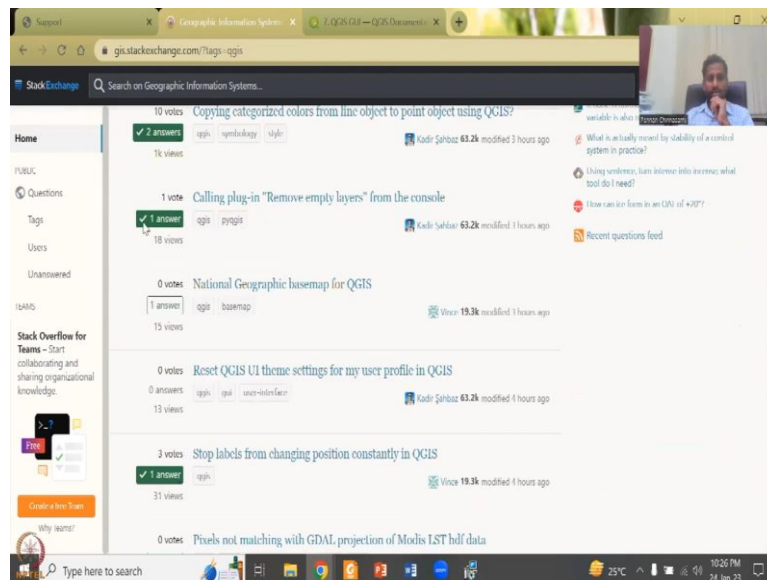 Support
Geographic Information System
7. QGIS GUI — QGIS Documenta
gis.stackexchange.com/?tags=qgis
StackExchange
Search on Geographic Information Systems...
10 votes
Copying categorized colors from line object to point object using QGIS?
✓ 2 answers
qgis symbology style
Kadir Şahbaz 63.2k modified 3 hours ago
1k views
1 vote
Calling plug-in "Remove empty layers" from the console
✓ 1 answer
qgis pyqgis
Kadir Şahbaz 63.2k modified 3 hours ago
18 views
0 votes
National Geographic basemap for QGIS
1 answer
qgis basemap
Vince 19.3k modified 3 hours ago
15 views
0 votes
Reset QGIS UI theme settings for my user profile in QGIS
0 answers
qgis gui user-interface
Kadir Şahbaz 63.2k modified 4 hours ago
13 views
3 votes
Stop labels from changing position constantly in QGIS
✓ 1 answer
qgis
Vince 19.3k modified 4 hours ago
31 views
0 votes
Pixels not matching with GDAL projection of Modis LST hdf data
Home
PUBLIC
Questions
Tags
Users
Unanswered
TEAMS
Stack Overflow for
Teams – Start
collaborating and
sharing organizational
knowledge.
Free
Create a free Team
Why Teams?
variable is also
What is actually meant by stability of a control
system in practice?
Using sentence, turn intense into incense; what
tool do I need?
How can ice form in an OAT of +20°?
Recent questions feed
NPTEL
Type here to search
25°C
10:26 PM
24 Jan 23